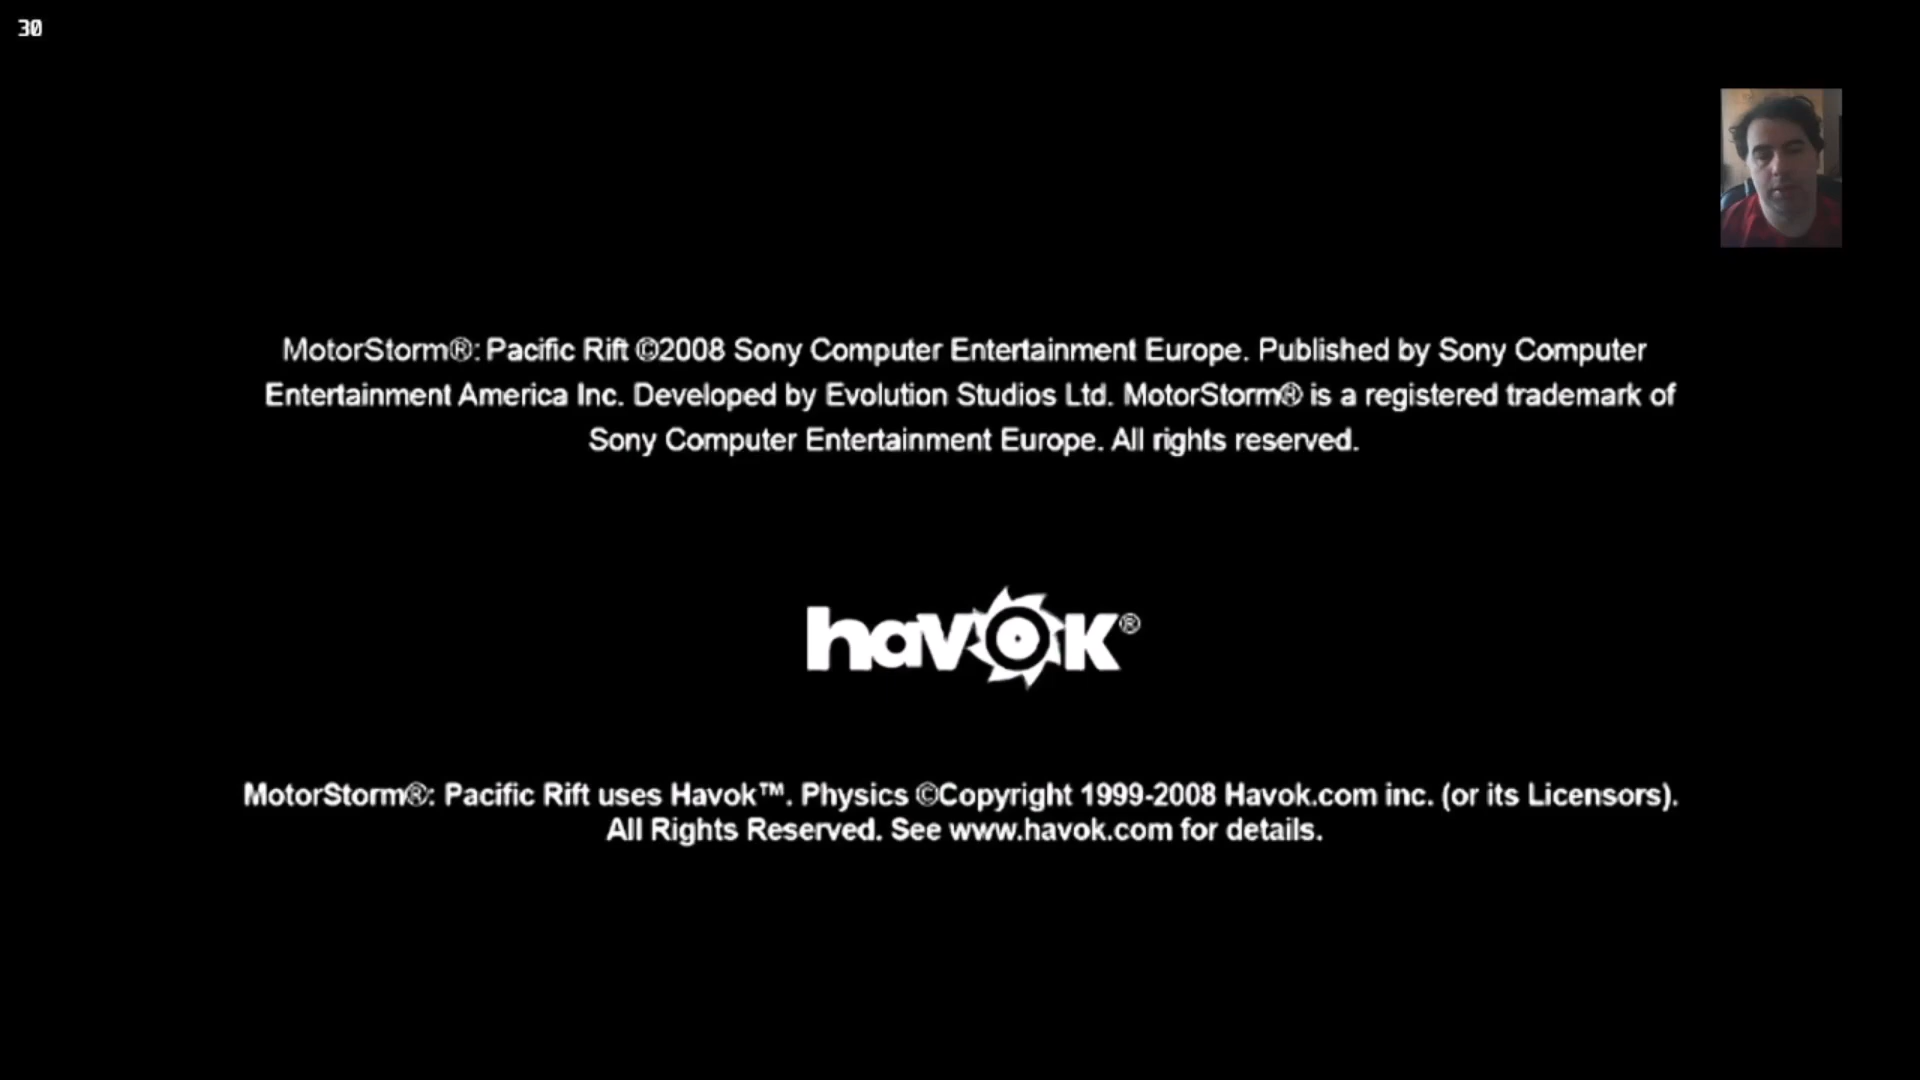 30
MotorStorm®: Pacific Rift ©2008 Sony Computer Entertainment Europe. Published by Sony Computer
Entertainment America Inc. Developed by Evolution Studios Ltd. MotorStorm® is a registered trademark of
Sony Computer Entertainment Europe. All rights reserved.
havok®
MotorStorm®: Pacific Rift uses Havok™. Physics ©Copyright 1999-2008 Havok.com inc. (or its Licensors).
All Rights Reserved. See www.havok.com for details.